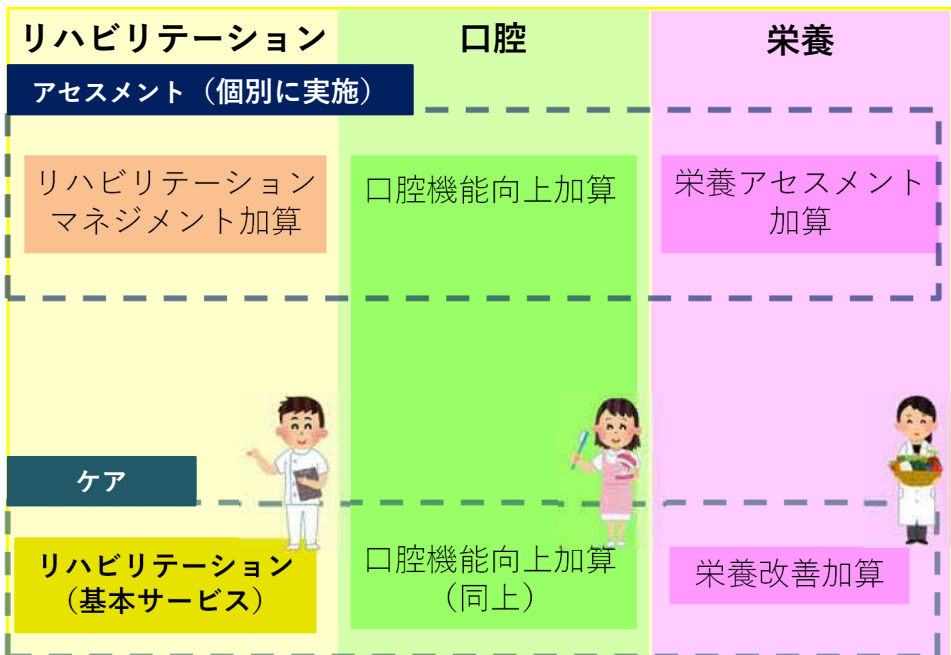 リハビリテーション
口腔
栄養
アセスメント（個別に実施）
リハビリテーション
マネジメント加算
口腔機能向上加算
栄養アセスメント
加算
ケア
リハビリテーション
（基本サービス）
口腔機能向上加算
（同上）
栄養改善加算